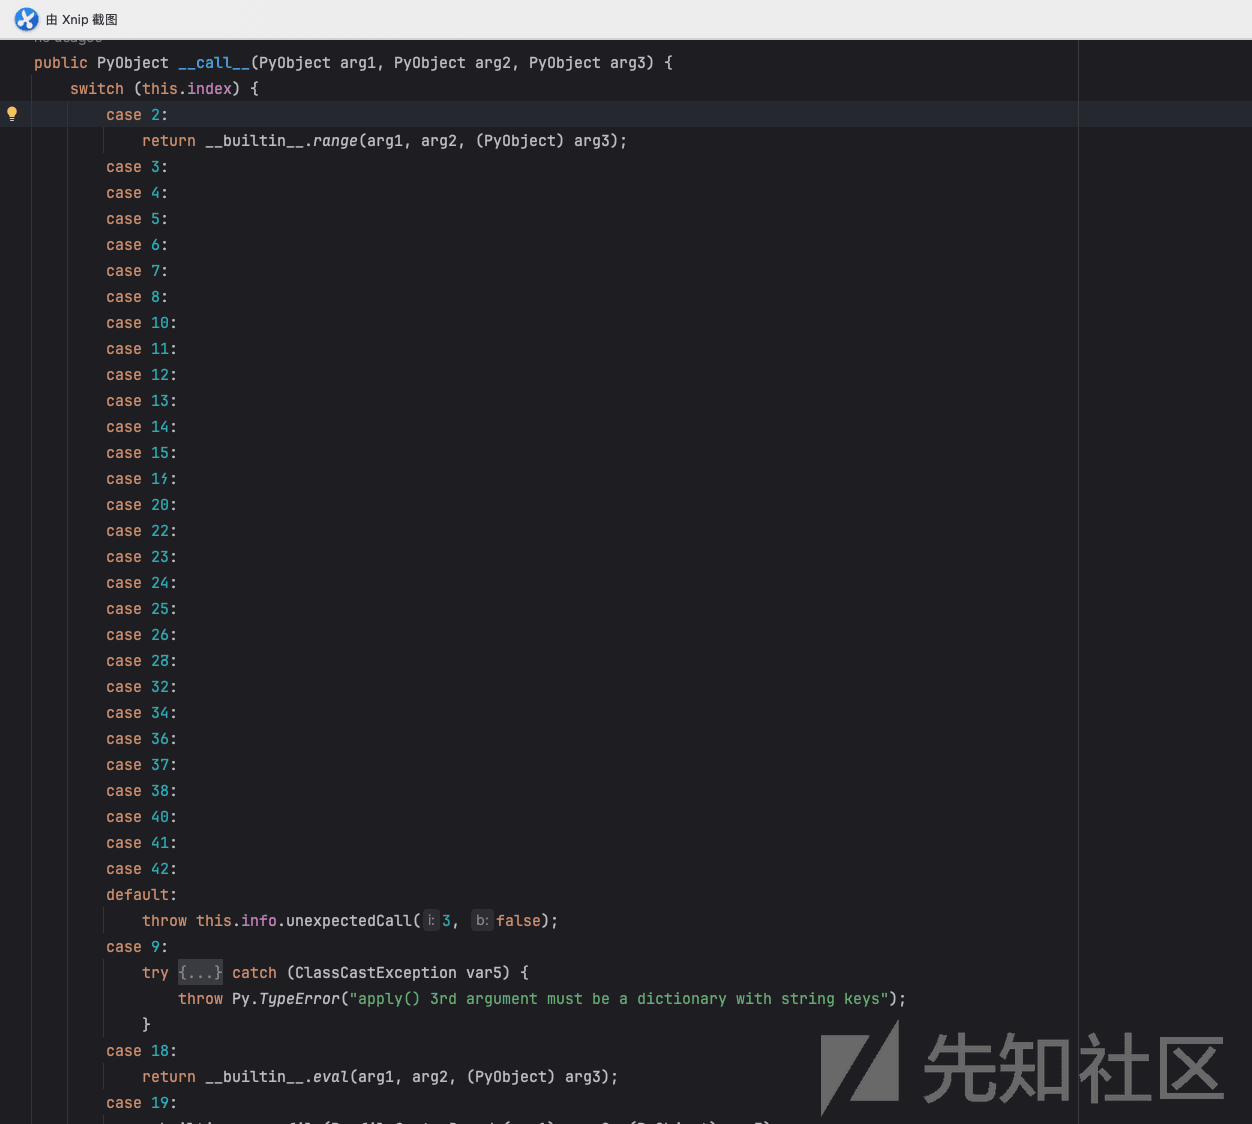 由 Xnip 截图
public PyObject __call__(PyObject arg1, PyObject arg2, PyObject arg3) {
switch (this.index) {
case 2:
return __builtin__.range(arg1, arg2, (PyObject) arg3);
case 3:
case 4:
case 5:
case 6:
case 7:
case 8:
case 10:
case 11:
case 12:
case 13:
case 14:
case 15:
case
case 20:
case 22:
case 23:
case 24:
case 25:
case 26:
case
case 32:
case 34:
case 36:
case 37:
case 38:
case 40:
case 41:
case 42:
default:
throw this.info.unexpectedCall( i: 3, b: false);
case 9:
try {...} catch (ClassCastException var5) {
throw Py.TypeError("apply() 3rd argument must be a dictionary with string keys");
}
case 18:
return __builtin__.eval(arg1, arg2, (PyObject) arg3);
case 19:
先知社区